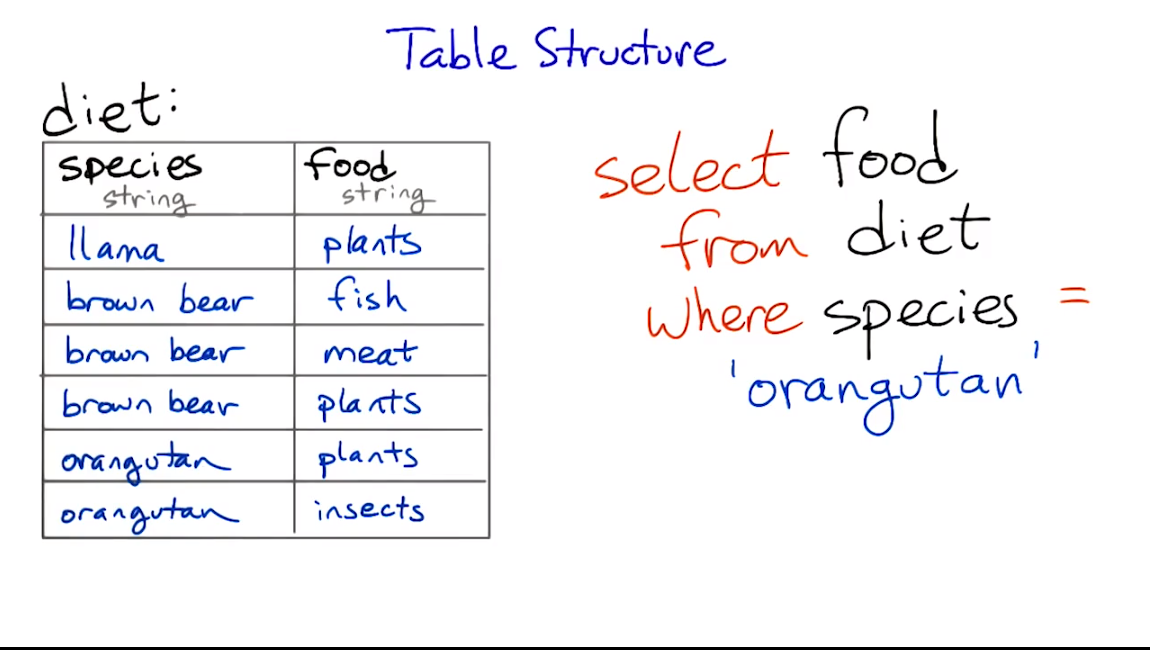 Table Structure
diet:
species food
string string
llama plants
brown bear fish
brown bear meat
brown bear plants
orangutan plants
orangutan insects
select food
from diet
where species =
'orangutan'